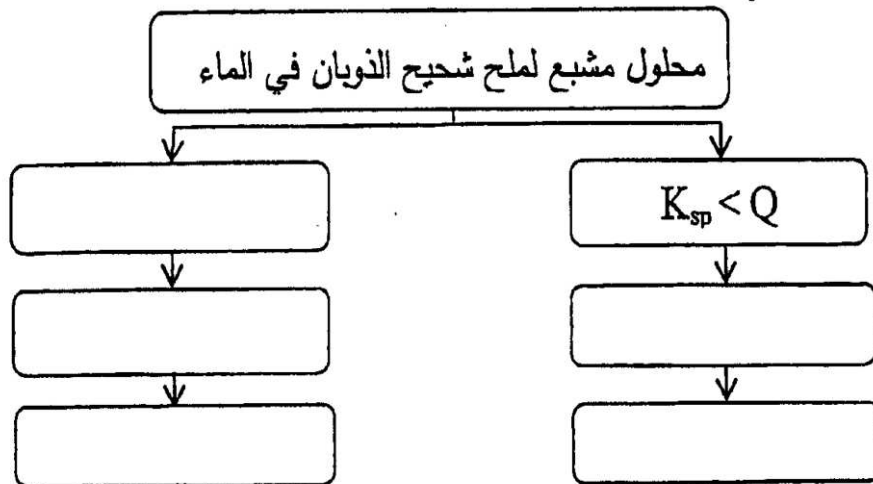 محلول مشبع لملح شحيح الذوبان في الماء
K_sp < Q